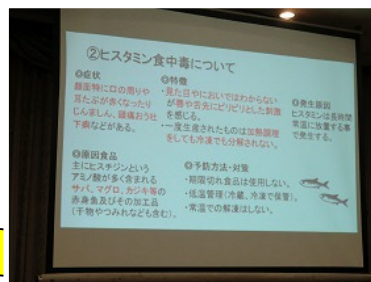 ②ヒスタミン食中毒について
症状
顔面特に口の周りや
耳たぶが赤くなったり
じんましん、頭痛おう吐
下痢などがある。
特徴
・見た目やにおいではわからない
が唇や舌先にピリピリとした刺激
を感じる。
・一度生産されたものは加熱調理
をしても冷凍でも分解されない。
発生原因
ヒスタミンは長時間
常温に放置する事
で発生する。
原因食品
主にヒスチジンという
アミノ酸が多く含まれる
サバ、マグロ、カジキ等の
赤身魚及びその加工品
(干物やつみれなども含む)。
予防方法・対策
・期限切れ食品は使用しない。
・低温管理(冷蔵、冷凍で保管)。
・常温での解凍はしない。